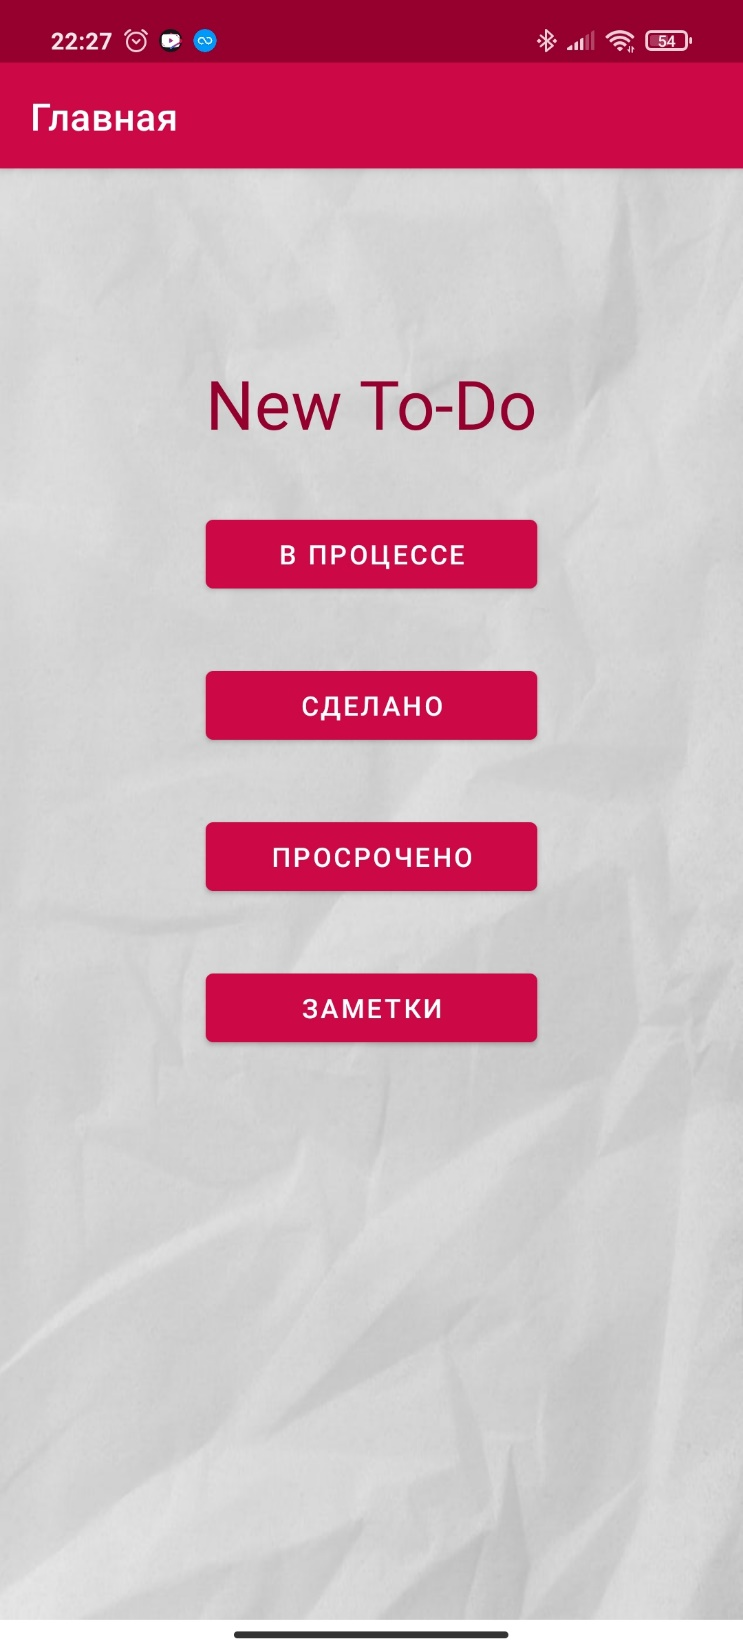 22:27
54
Главная
New To-Do
В ПРОЦЕССЕ
СДЕЛАНО
ПРОСРОЧЕНО
ЗАМЕТКИ